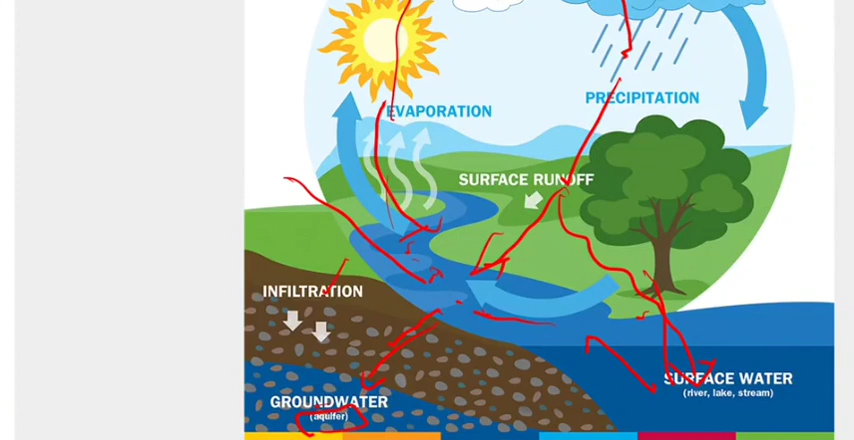 EVAPORATION
PRECIPITATION
SURFACE RUNOFF
INFILTRATION
SURFACE WATER
(river, lake, stream)
GROUNDWATER
(aquifer)